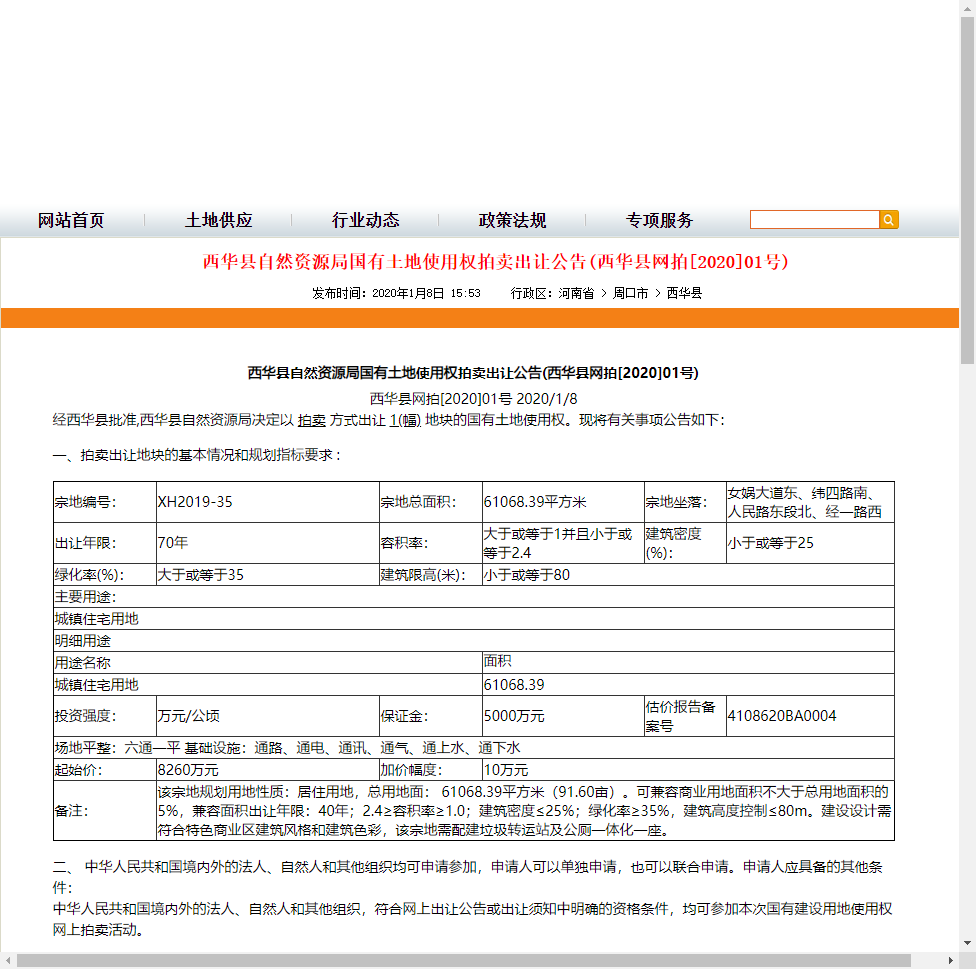 网站首页 土地供应 行业动态 政策法规 专项服务
西华县自然资源局国有土地使用权拍卖出让公告(西华县网拍[2020]01号)
发布时间：2020年1月8日 15:53 行政区：河南省 > 周口市 > 西华县
西华县自然资源局国有土地使用权拍卖出让公告(西华县网拍[2020]01号)
西华县网拍[2020]01号 2020/1/8
经西华县批准,西华县自然资源局决定以 拍卖 方式出让 1(幅) 地块的国有土地使用权。现将有关事项公告如下：
一、拍卖出让地块的基本情况和规划指标要求：
宗地编号： XH2019-35 宗地总面积： 61068.39平方米 宗地坐落： 女娲大道东、纬四路南、
人民路东段北、经一路西
出让年限： 70年 容积率： 大于或等于1并且小于或
等于2.4 建筑密度
(%)： 小于或等于25
绿化率(%)： 大于或等于35 建筑限高(米)： 小于或等于80
主要用途：
城镇住宅用地
明细用途
用途名称 面积
城镇住宅用地 61068.39
投资强度： 万元/公顷 保证金： 5000万元 估价报告备
案号 4108620BA0004
场地平整：六通一平 基础设施：通路、通电、通讯、通气、通上水、通下水
起始价： 8260万元 加价幅度： 10万元
备注： 该宗地规划用地性质：居住用地，总用地面： 61068.39平方米（91.60亩）。可兼容商业用地面积不大于总用地面积的
5%，兼容面积出让年限：40年；2.4≥容积率≥1.0；建筑密度≤25%；绿化率≥35%，建筑高度控制≤80m。建设设计需
符合特色商业区建筑风格和建筑色彩，该宗地需配建垃圾转运站及公厕一体化一座。
二、 中华人民共和国境内外的法人、自然人和其他组织均可申请参加，申请人可以单独申请，也可以联合申请。申请人应具备的其他条
件：
中华人民共和国境内外的法人、自然人和其他组织，符合网上出让公告或出让须知中明确的资格条件，均可参加本次国有建设用地使用权
网上拍卖活动。